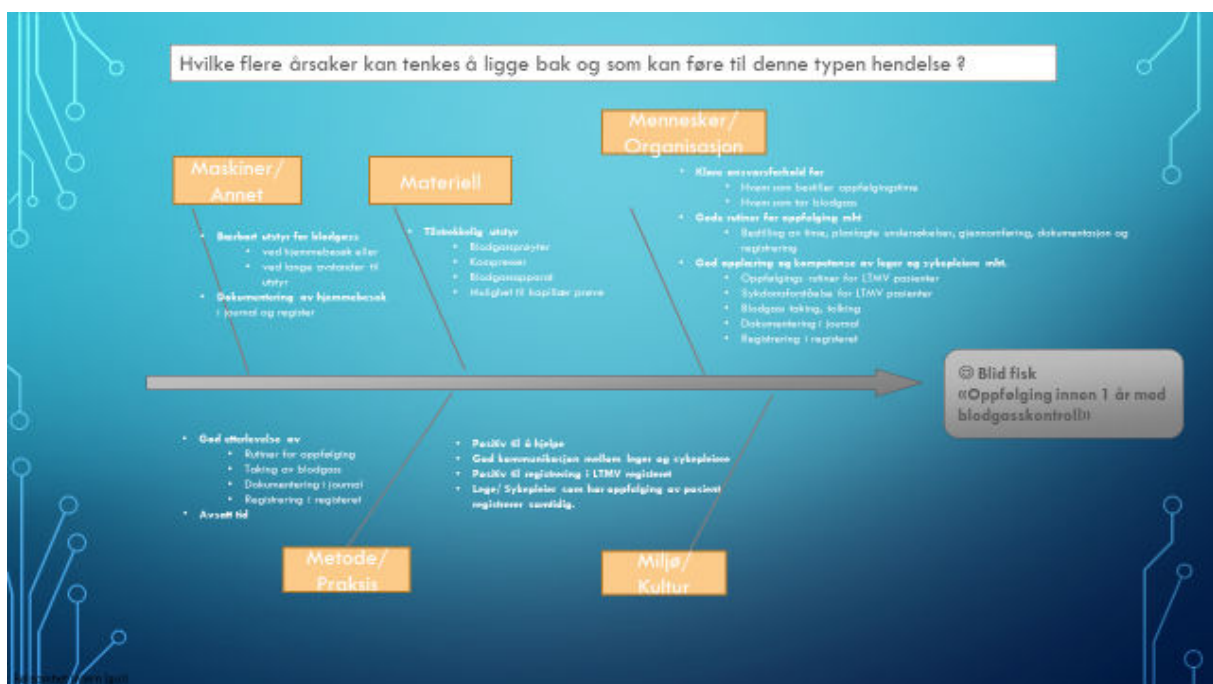 Hvilke flere årsaker kan tenkes å ligge bak og som kan føre til denne typen hendelse ?
Mennesker/
Organisasjon
Maskiner/
Annet
Materiell
• Klare ansvarsforhold for
• Hvem som bestiller oppfølgingstime
• Hvem som tar blodgass
• Gode rutiner for oppfølging mht
• Bestilling av time, planlagte undersøkelser, gjennomføring, dokumentasjon og
registrering
• God opplæring og kompetanse av leger og sykepleiere mht.
• Oppfølgings rutiner for LTMV pasienter
• Sykdomsforståelse for LTMV pasienter
• Blodgass taking, tolking
• Dokumentering i journal
• Registrering i registeret
• Bærbart utstyr for blodgass
• ved hjemmebesøk eller
• ved lange avstander til
utstyr
• Dokumentering av hjemmebesøk
i journal og register
• Tilstrekkelig utstyr
• Blodgassprøyter
• Kompresser
• Blodgassapparat
• Mulighet til kapillær prøve
☺ Blid fisk
«Oppfølging innen 1 år med
blodgasskontroll»
• God etterlevelse av
• Rutiner for oppfølging
• Taking av blodgass
• Dokumentering i journal
• Registrering i registeret
• Avsatt tid
• Positiv til å hjelpe
• God kommunikasjon mellom leger og sykepleiere
• Positiv til registrering i LTMV registeret
• Lege/ Sykepleier som har oppfølging av pasient
registrerer samtidig.
Metode/
Praksis
Miljø/
Kultur